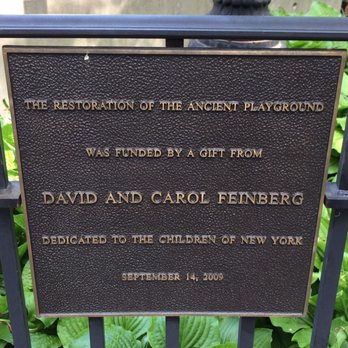 THE RESTORATION OF THE ANCIENT PLAYGROUND
WAS FUNDED BY A GIFT FROM
DAVID AND CAROL FEINBERG
DEDICATED TO THE CHILDREN OF NEW YORK
SEPTEMBER 14, 2009